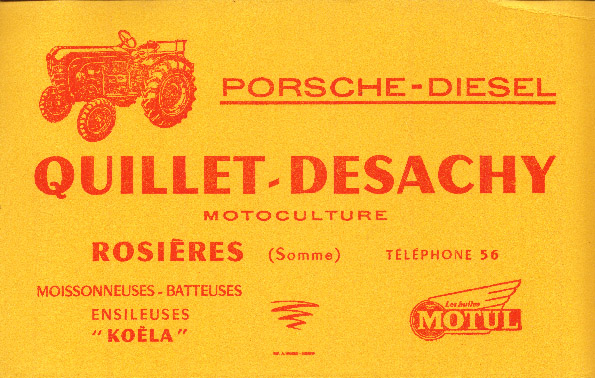 PORSCHE-DIESEL
QUILLET-DESACHY
MOTOCULTURE
ROSIÈRES (Somme) TÉLÉPHONE 56
MOISSONNEUSES - BATTEUSES
ENSILEUSES
"KOËLA"
Les huiles
MOTUL